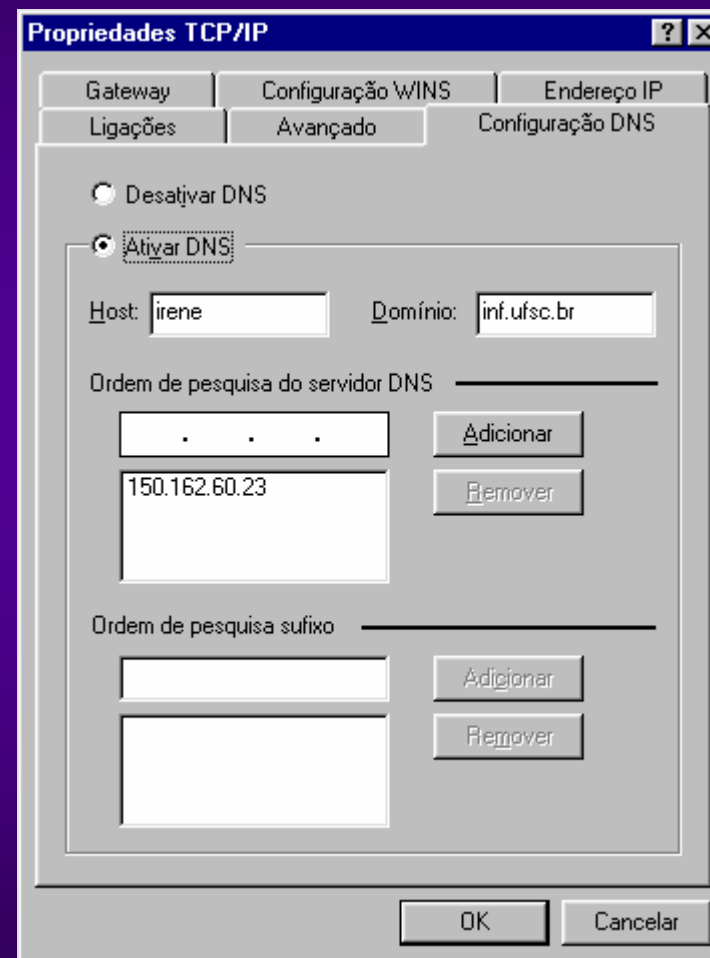 Propriedades TCP/IP
Gateway Configuração WINS Endereço IP
Ligações Avançado Configuração DNS
Desativar DNS
Ativar DNS
Host: irene Domínio: inf.ufsc.br
Ordem de pesquisa do servidor DNS
. . . Adicionar
150.162.60.23 Remover
Ordem de pesquisa sufixo
Adicionar
Remover
OK Cancelar